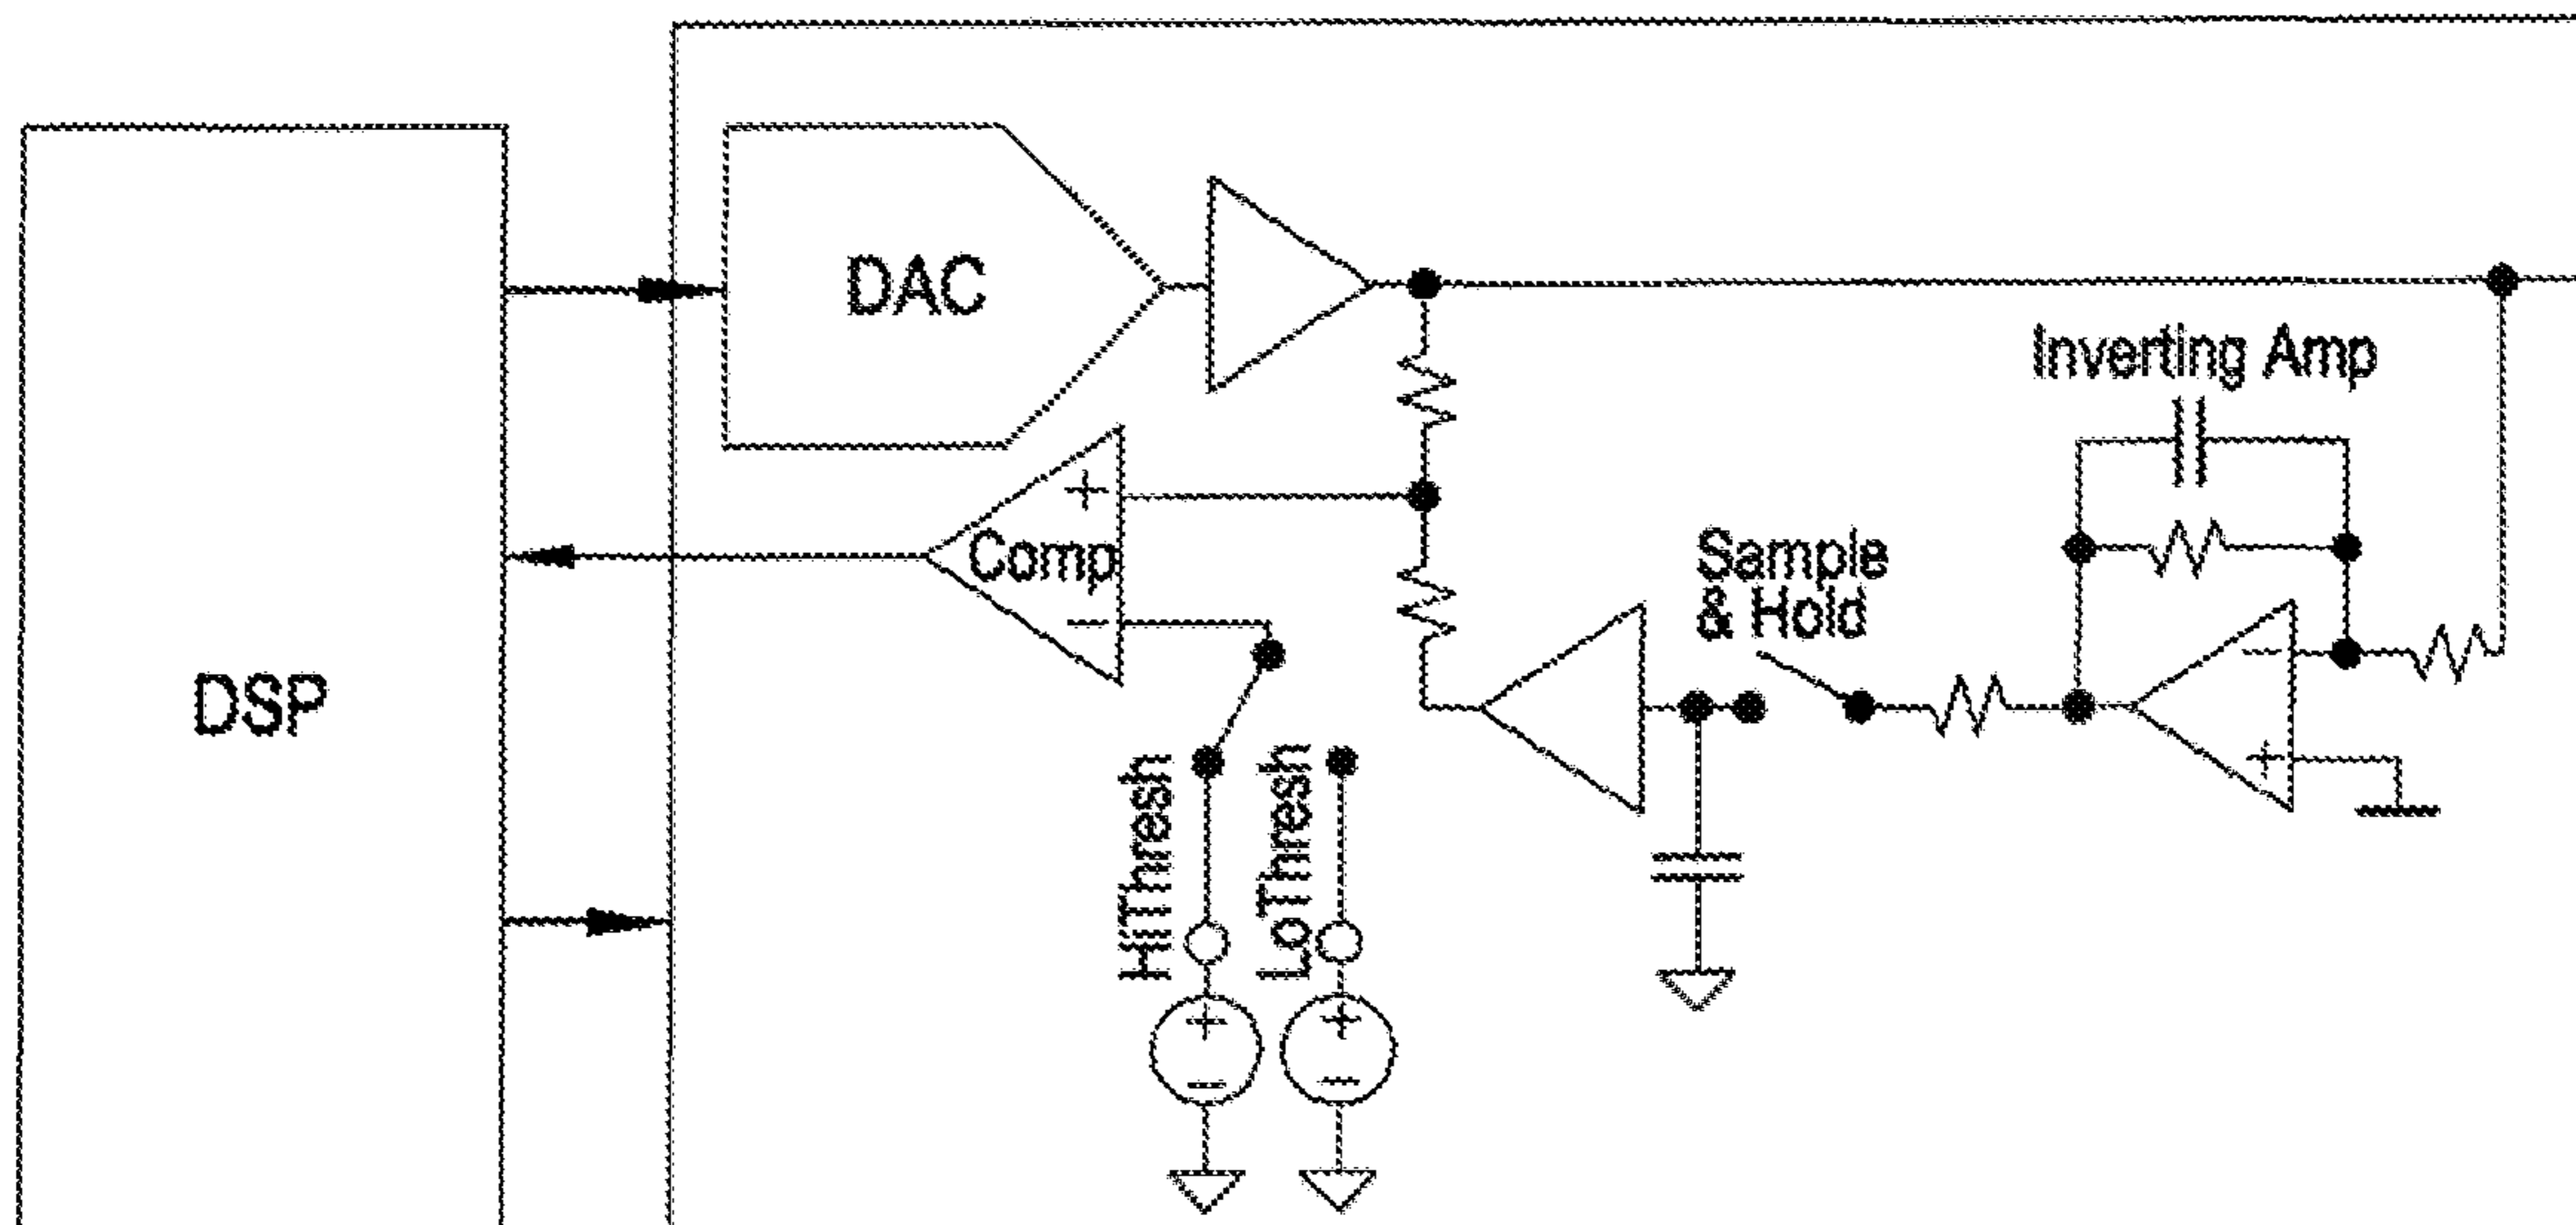 DAC
Inverting Amp
+
Comp
−
Sample
& Hold
DSP
−
+
HiThresh
LoThresh
+
−
+
−